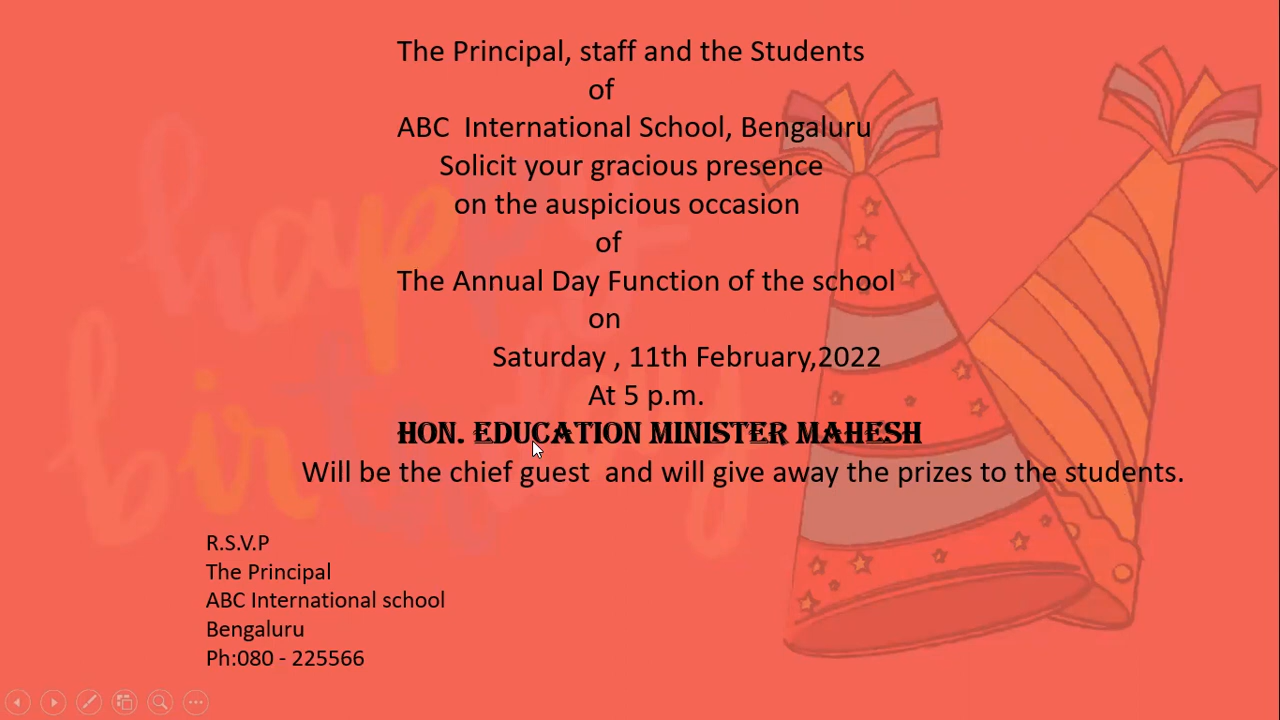 The Principal, staff and the Students
of
ABC International School, Bengaluru
Solicit your gracious presence
on the auspicious occasion
of
The Annual Day Function of the school
on
Saturday , 11th February,2022
At 5 p.m.
HON. EDUCATION MINISTER MAHESH
Will be the chief guest and will give away the prizes to the students.
R.S.V.P
The Principal
ABC International school
Bengaluru
Ph:080 - 225566
happy
birthday